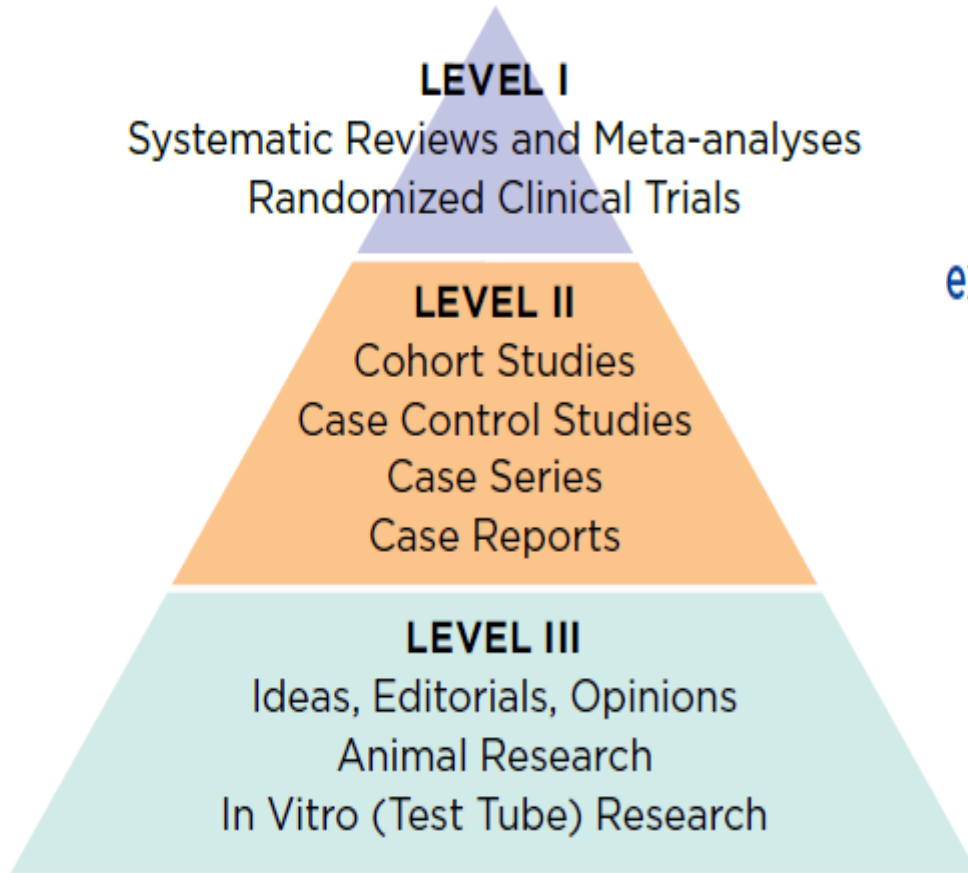 LEVEL I
Systematic Reviews and Meta-analyses
Randomized Clinical Trials
LEVEL II
Cohort Studies
Case Control Studies
Case Series
Case Reports
LEVEL III
Ideas, Editorials, Opinions
Animal Research
In Vitro (Test Tube) Research